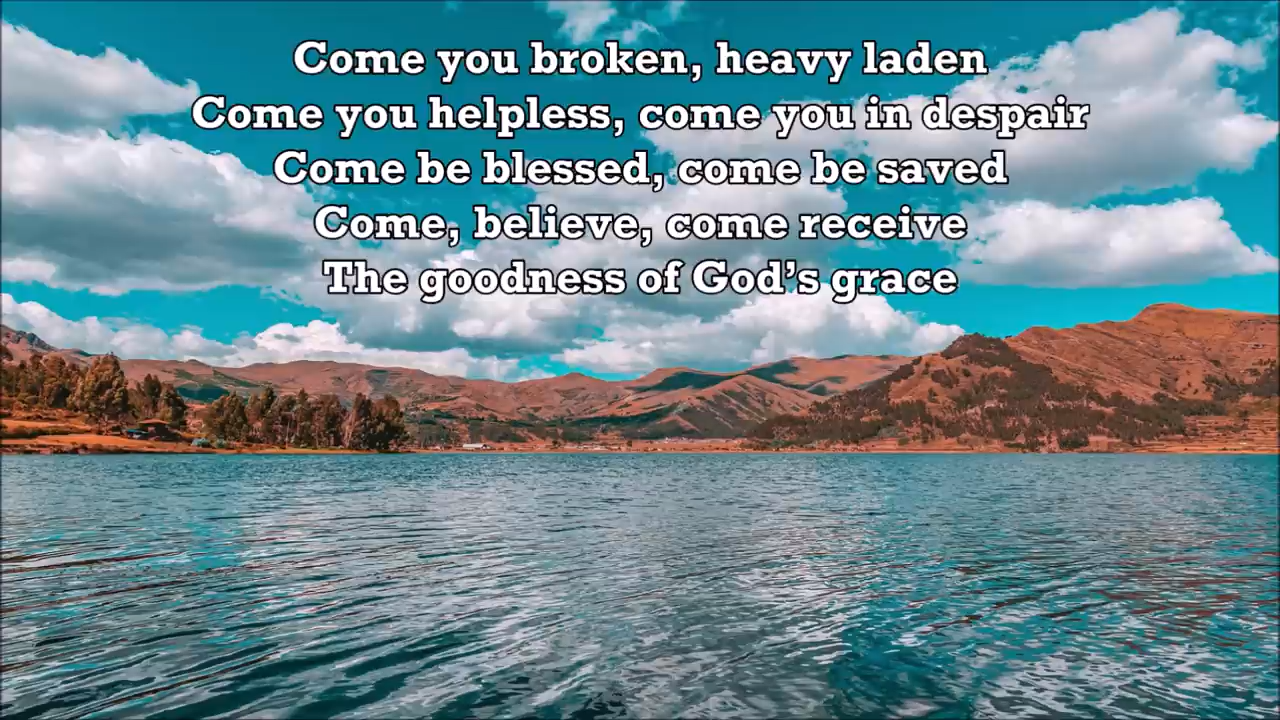 Come you broken, heavy laden
Come you helpless, come you in despair
Come be blessed, come be saved
Come, believe, come receive
The goodness of God’s grace